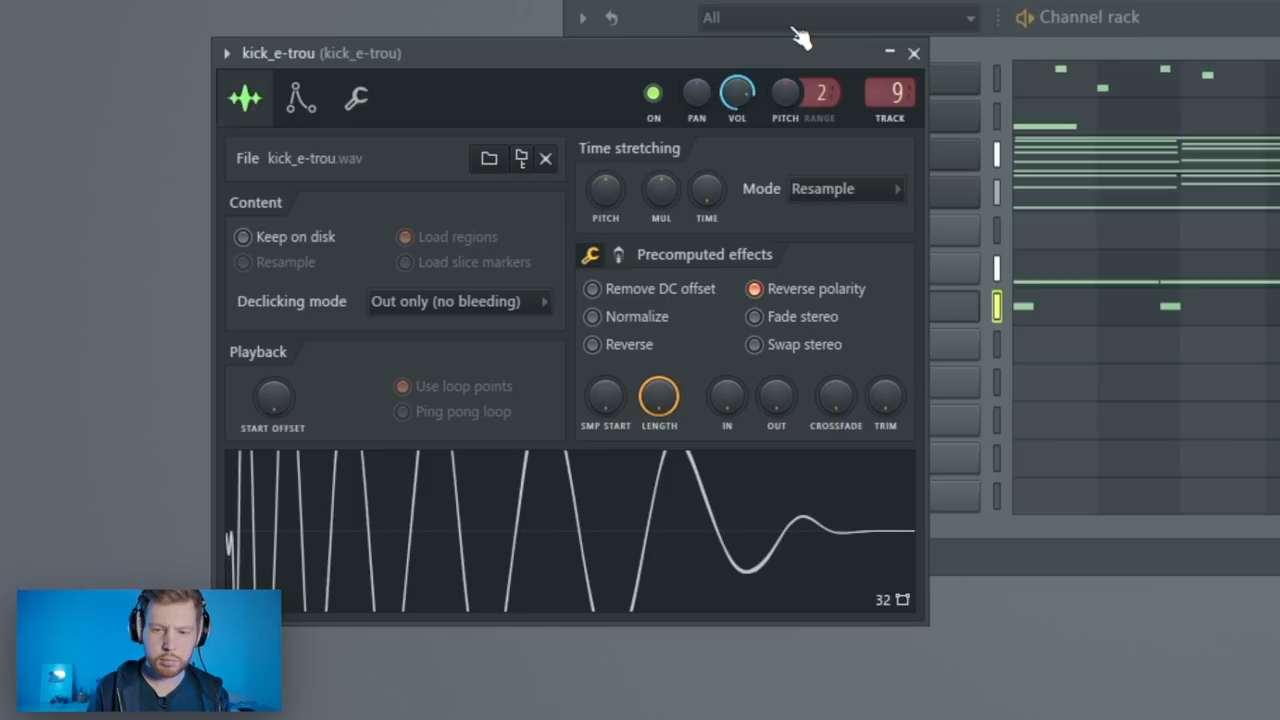 All
Channel rack
kick_e-trou (kick_e-trou)
2
9
ON PAN VOL PITCH RANGE TRACK
File kick_e-trou.wav
Time stretching
PITCH MUL TIME
Mode Resample
Content
Keep on disk
Load regions
Resample
Load slice markers
Declicking mode Out only (no bleeding)
Precomputed effects
Remove DC offset
Reverse polarity
Normalize
Fade stereo
Reverse
Swap stereo
Playback
Use loop points
Ping pong loop
START OFFSET
SMP START LENGTH IN OUT CROSSFADE TRIM
32